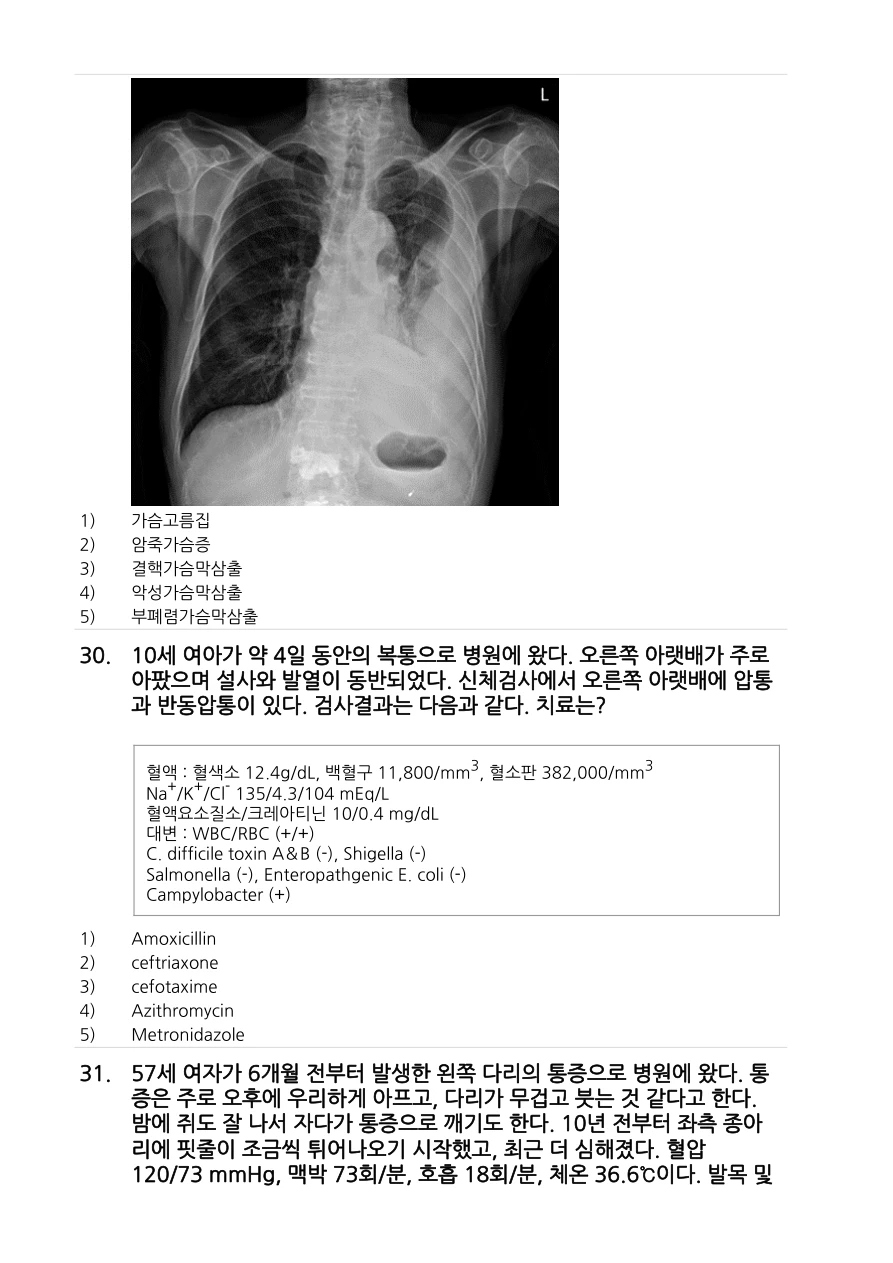 L
1) 가슴고름집
2) 암죽가슴증
3) 결핵가슴막삼출
4) 악성가슴막삼출
5) 부폐렴가슴막삼출
30. 10세 여아가 약 4일 동안의 복통으로 병원에 왔다. 오른쪽 아랫배가 주로
아팠으며 설사와 발열이 동반되었다. 신체검사에서 오른쪽 아랫배에 압통
과 반동압통이 있다. 검사결과는 다음과 같다. 치료는?
혈액 : 혈색소 12.4g/dL, 백혈구 11,800/mm³, 혈소판 382,000/mm³
Na⁺/K⁺/Cl⁻ 135/4.3/104 mEq/L
혈액요소질소/크레아티닌 10/0.4 mg/dL
대변 : WBC/RBC (+/+)
C. difficile toxin A&B (-), Shigella (-)
Salmonella (-), Enteropathgenic E. coli (-)
Campylobacter (+)
1) Amoxicillin
2) ceftriaxone
3) cefotaxime
4) Azithromycin
5) Metronidazole
31. 57세 여자가 6개월 전부터 발생한 왼쪽 다리의 통증으로 병원에 왔다. 통
증은 주로 오후에 우리하게 아프고, 다리가 무겁고 붓는 것 같다고 한다.
밤에 쥐도 잘 나서 자다가 통증으로 깨기도 한다. 10년 전부터 좌측 종아
리에 핏줄이 조금씩 튀어나오기 시작했고, 최근 더 심해졌다. 혈압
120/73 mmHg, 맥박 73회/분, 호흡 18회/분, 체온 36.6℃이다. 발목 및